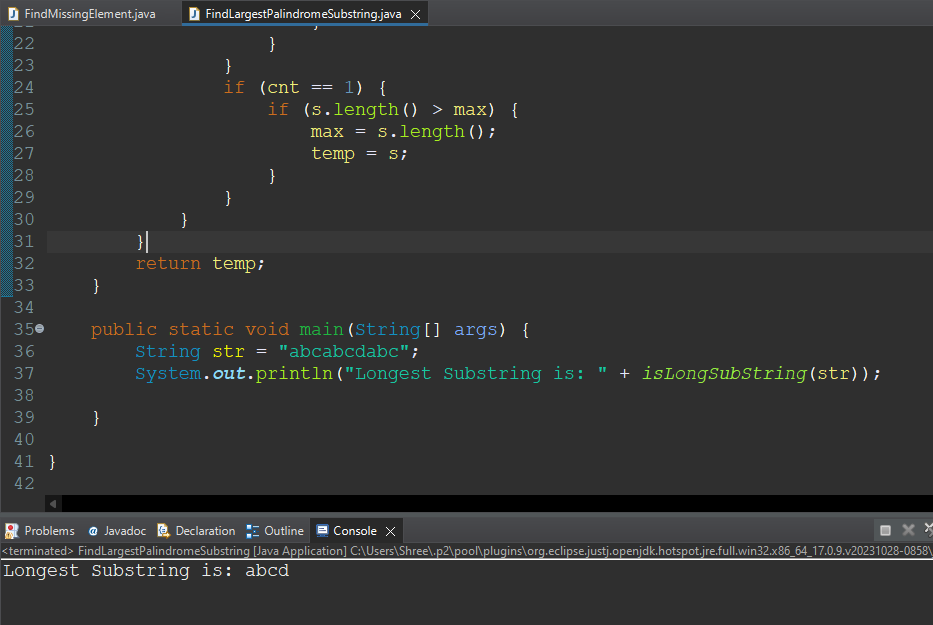 FindMissingElement.java FindLargestPalindromeSubstring.java
22 }
23 }
24 if (cnt == 1) {
25 if (s.length() > max) {
26 max = s.length();
27 temp = s;
28 }
29 }
30 }
31 }
32 return temp;
33 }
34
35 public static void main(String[] args) {
36 String str = "abcabcdabc";
37 System.out.println("Longest Substring is: " + isLongSubString(str));
38
39 }
40
41 }
42
Problems @ Javadoc Declaration Outline Console
<terminated> FindLargestPalindromeSubstring [Java Application] C:\Users\Shree\.p2\pool\plugins\org.eclipse.justj.openjdk.hotspot.jre.full.win32.x86_64_17.0.9.v20231028-0858\
Longest Substring is: abcd